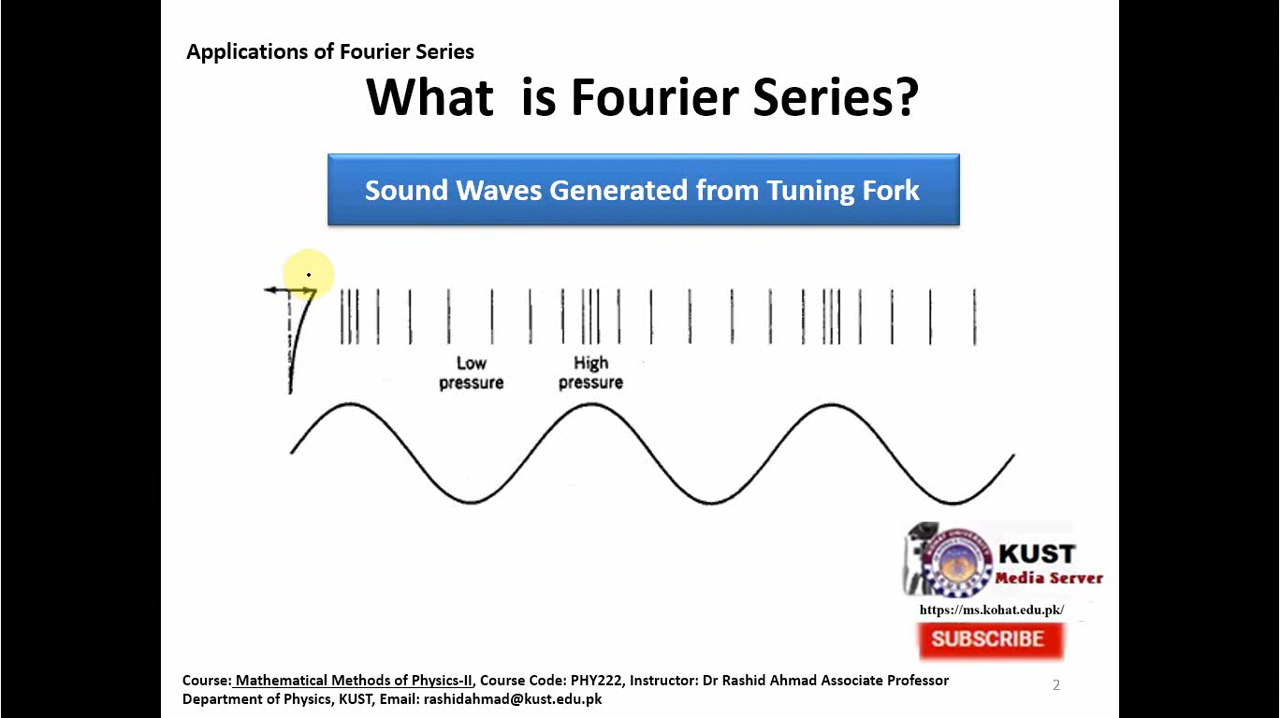 Applications of Fourier Series
What is Fourier Series?
Sound Waves Generated from Tuning Fork
Low
pressure
High
pressure
KUST
Media Server
https://ms.kohat.edu.pk/
SUBSCRIBE
Course: Mathematical Methods of Physics-II, Course Code: PHY222, Instructor: Dr Rashid Ahmad Associate Professor
Department of Physics, KUST, Email: rashidahmad@kust.edu.pk
2